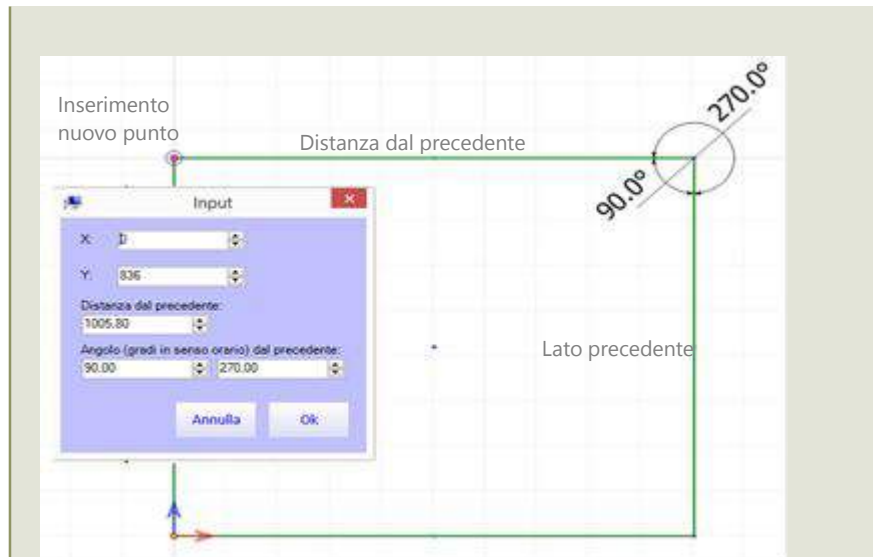 Inserimento
nuovo punto
Distanza dal precedente
270.0°
90.0°
Input
X:
Y: 836
Distanza dal precedente:
1005.80
Angolo (gradi in senso orario) dal precedente:
90.00 270.00
Annulla Ok
Lato precedente